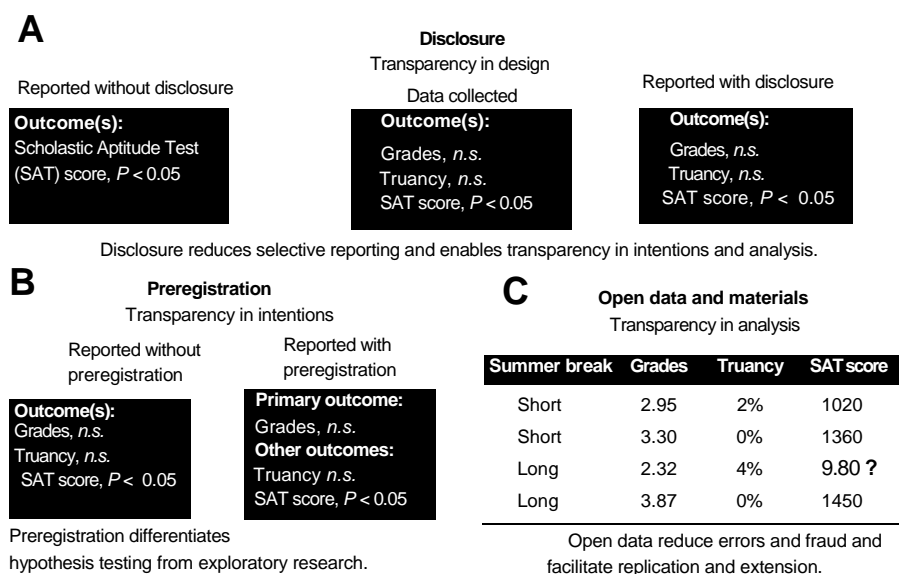 A
Disclosure
Transparency in design
Reported without disclosure
Outcome(s):
Scholastic Aptitude Test
(SAT) score, P < 0.05
Data collected
Outcome(s):
Grades, n.s.
Truancy, n.s.
SAT score, P < 0.05
Reported with disclosure
Outcome(s):
Grades, n.s.
Truancy, n.s.
SAT score, P < 0.05
Disclosure reduces selective reporting and enables transparency in intentions and analysis.
B
Preregistration
Transparency in intentions
Reported without
preregistration
Outcome(s):
Grades, n.s.
Truancy, n.s.
SAT score, P < 0.05
Reported with
preregistration
Primary outcome:
Grades, n.s.
Other outcomes:
Truancy n.s.
SAT score, P < 0.05
Preregistration differentiates
hypothesis testing from exploratory research.
C
Open data and materials
Transparency in analysis
Summer break Grades Truancy SAT score
Short 2.95 2% 1020
Short 3.30 0% 1360
Long 2.32 4% 9.80 ?
Long 3.87 0% 1450
Open data reduce errors and fraud and
facilitate replication and extension.